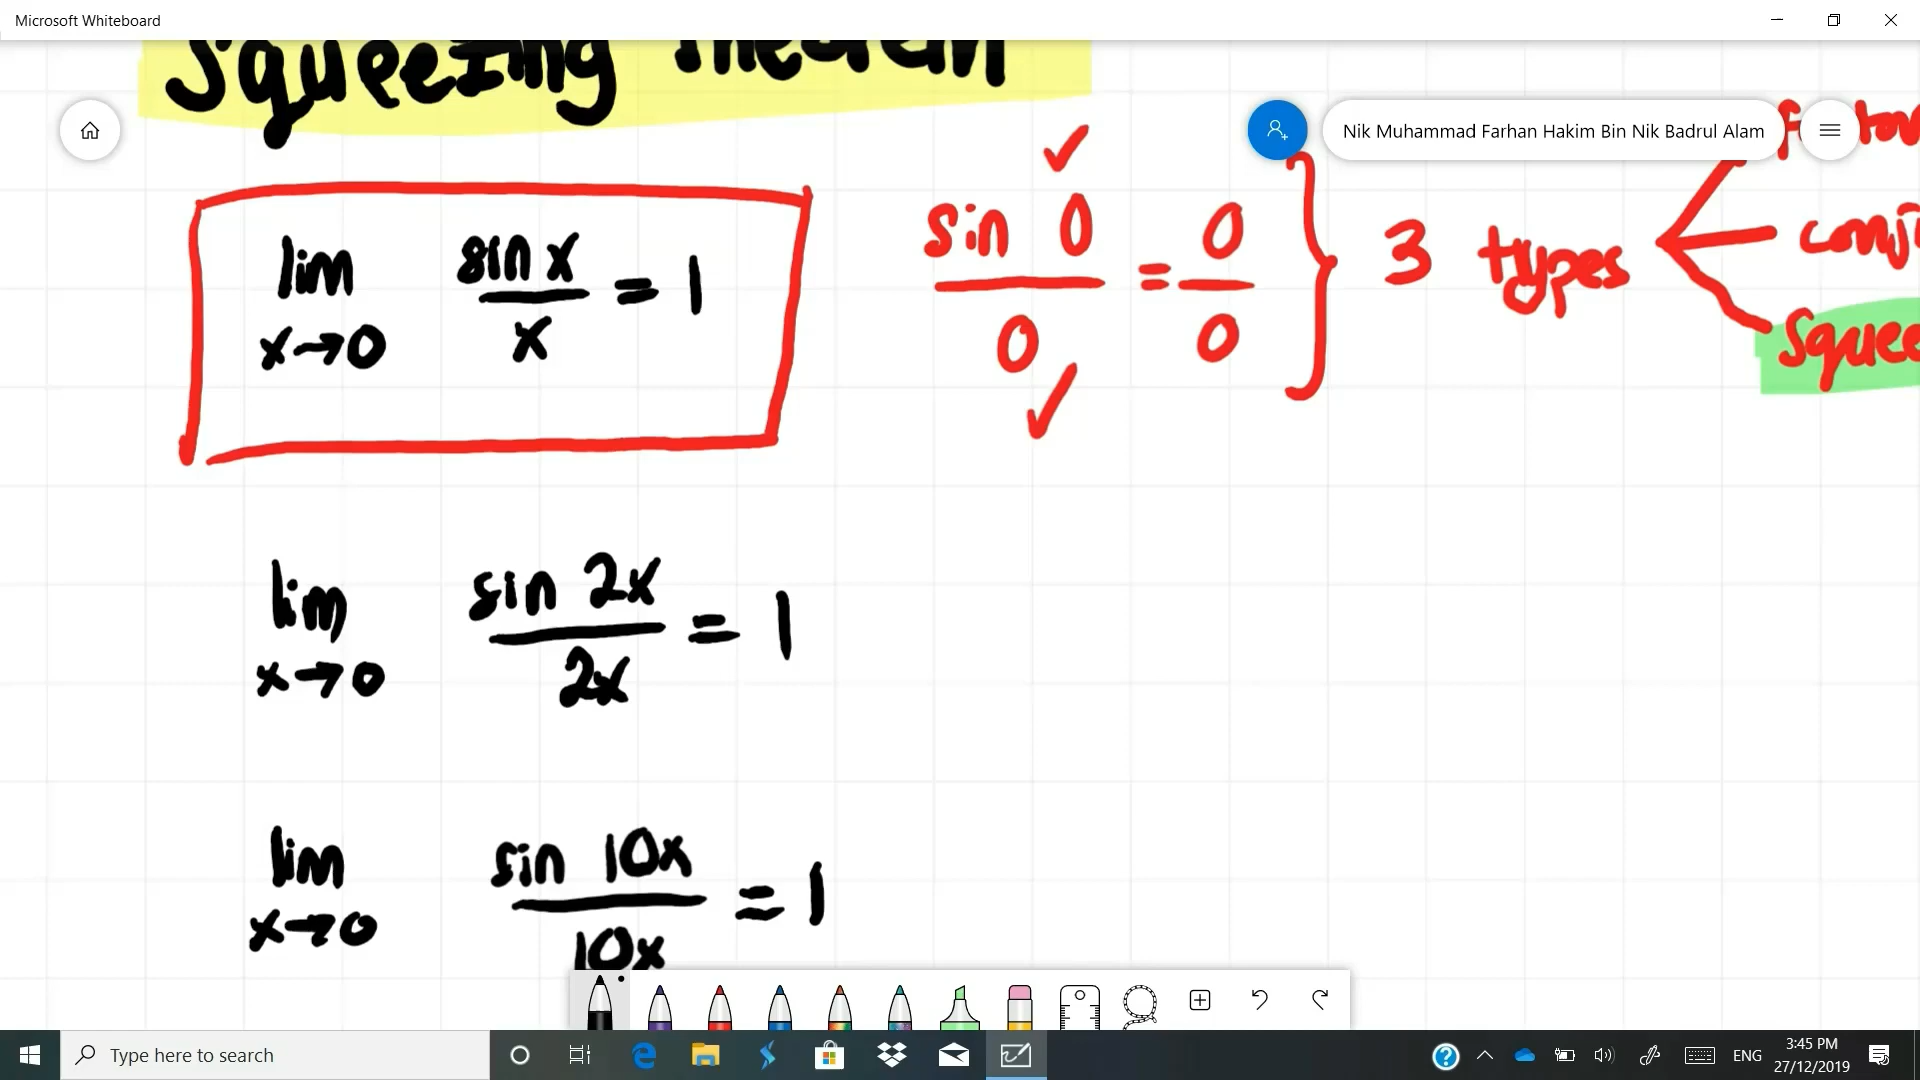 Microsoft Whiteboard
Squeezing Theorem
Nik Muhammad Farhan Hakim Bin Nik Badrul Alam
lim x→0 sin x / x = 1
sin 0 / 0 = 0 / 0 } 3 types
conj
Squee
lim x→0 sin 2x / 2x = 1
lim x→0 sin 10x / 10x = 1
Type here to search
ENG
3:45 PM
27/12/2019